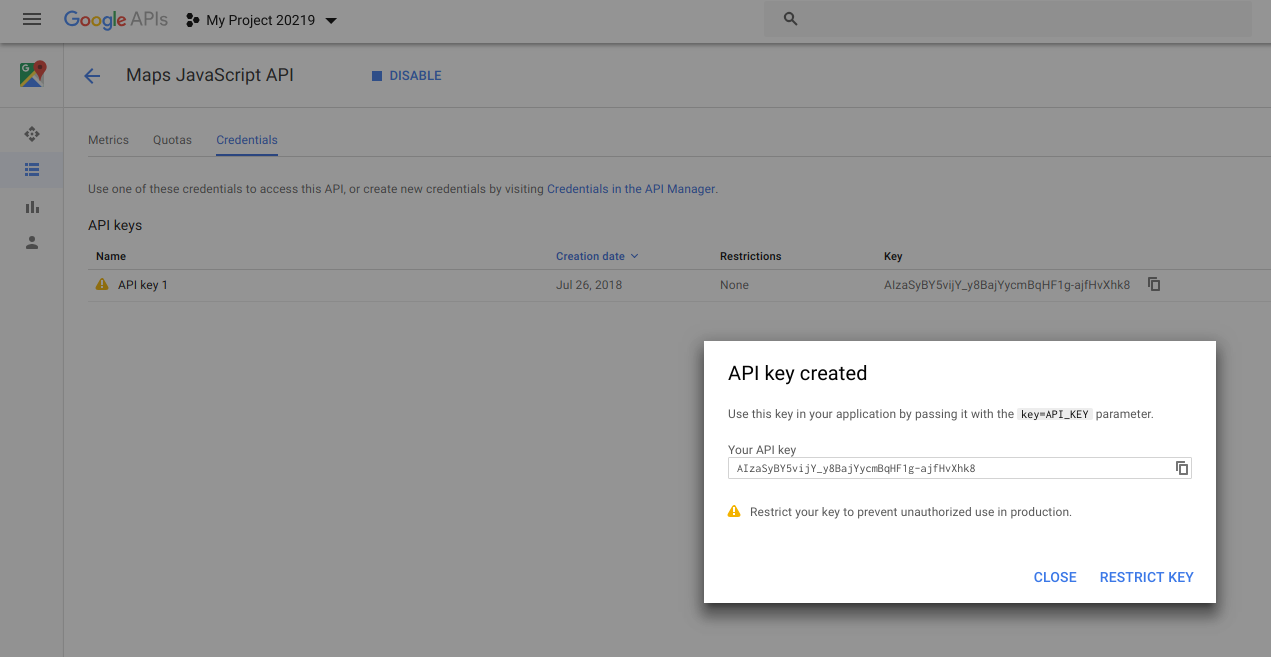 Google APIs My Project 20219
Maps JavaScript API DISABLE
Metrics Quotas Credentials
Use one of these credentials to access this API, or create new credentials by visiting Credentials in the API Manager.
API keys
Name Creation date Restrictions Key
API key 1 Jul 26, 2018 None AIzaSyBY5vijY_y8BajYycmBqHF1g-ajfHvXhk8
API key created
Use this key in your application by passing it with the key=API_KEY parameter.
Your API key
AIzaSyBY5vijY_y8BajYycmBqHF1g-ajfHvXhk8
Restrict your key to prevent unauthorized use in production.
CLOSE RESTRICT KEY